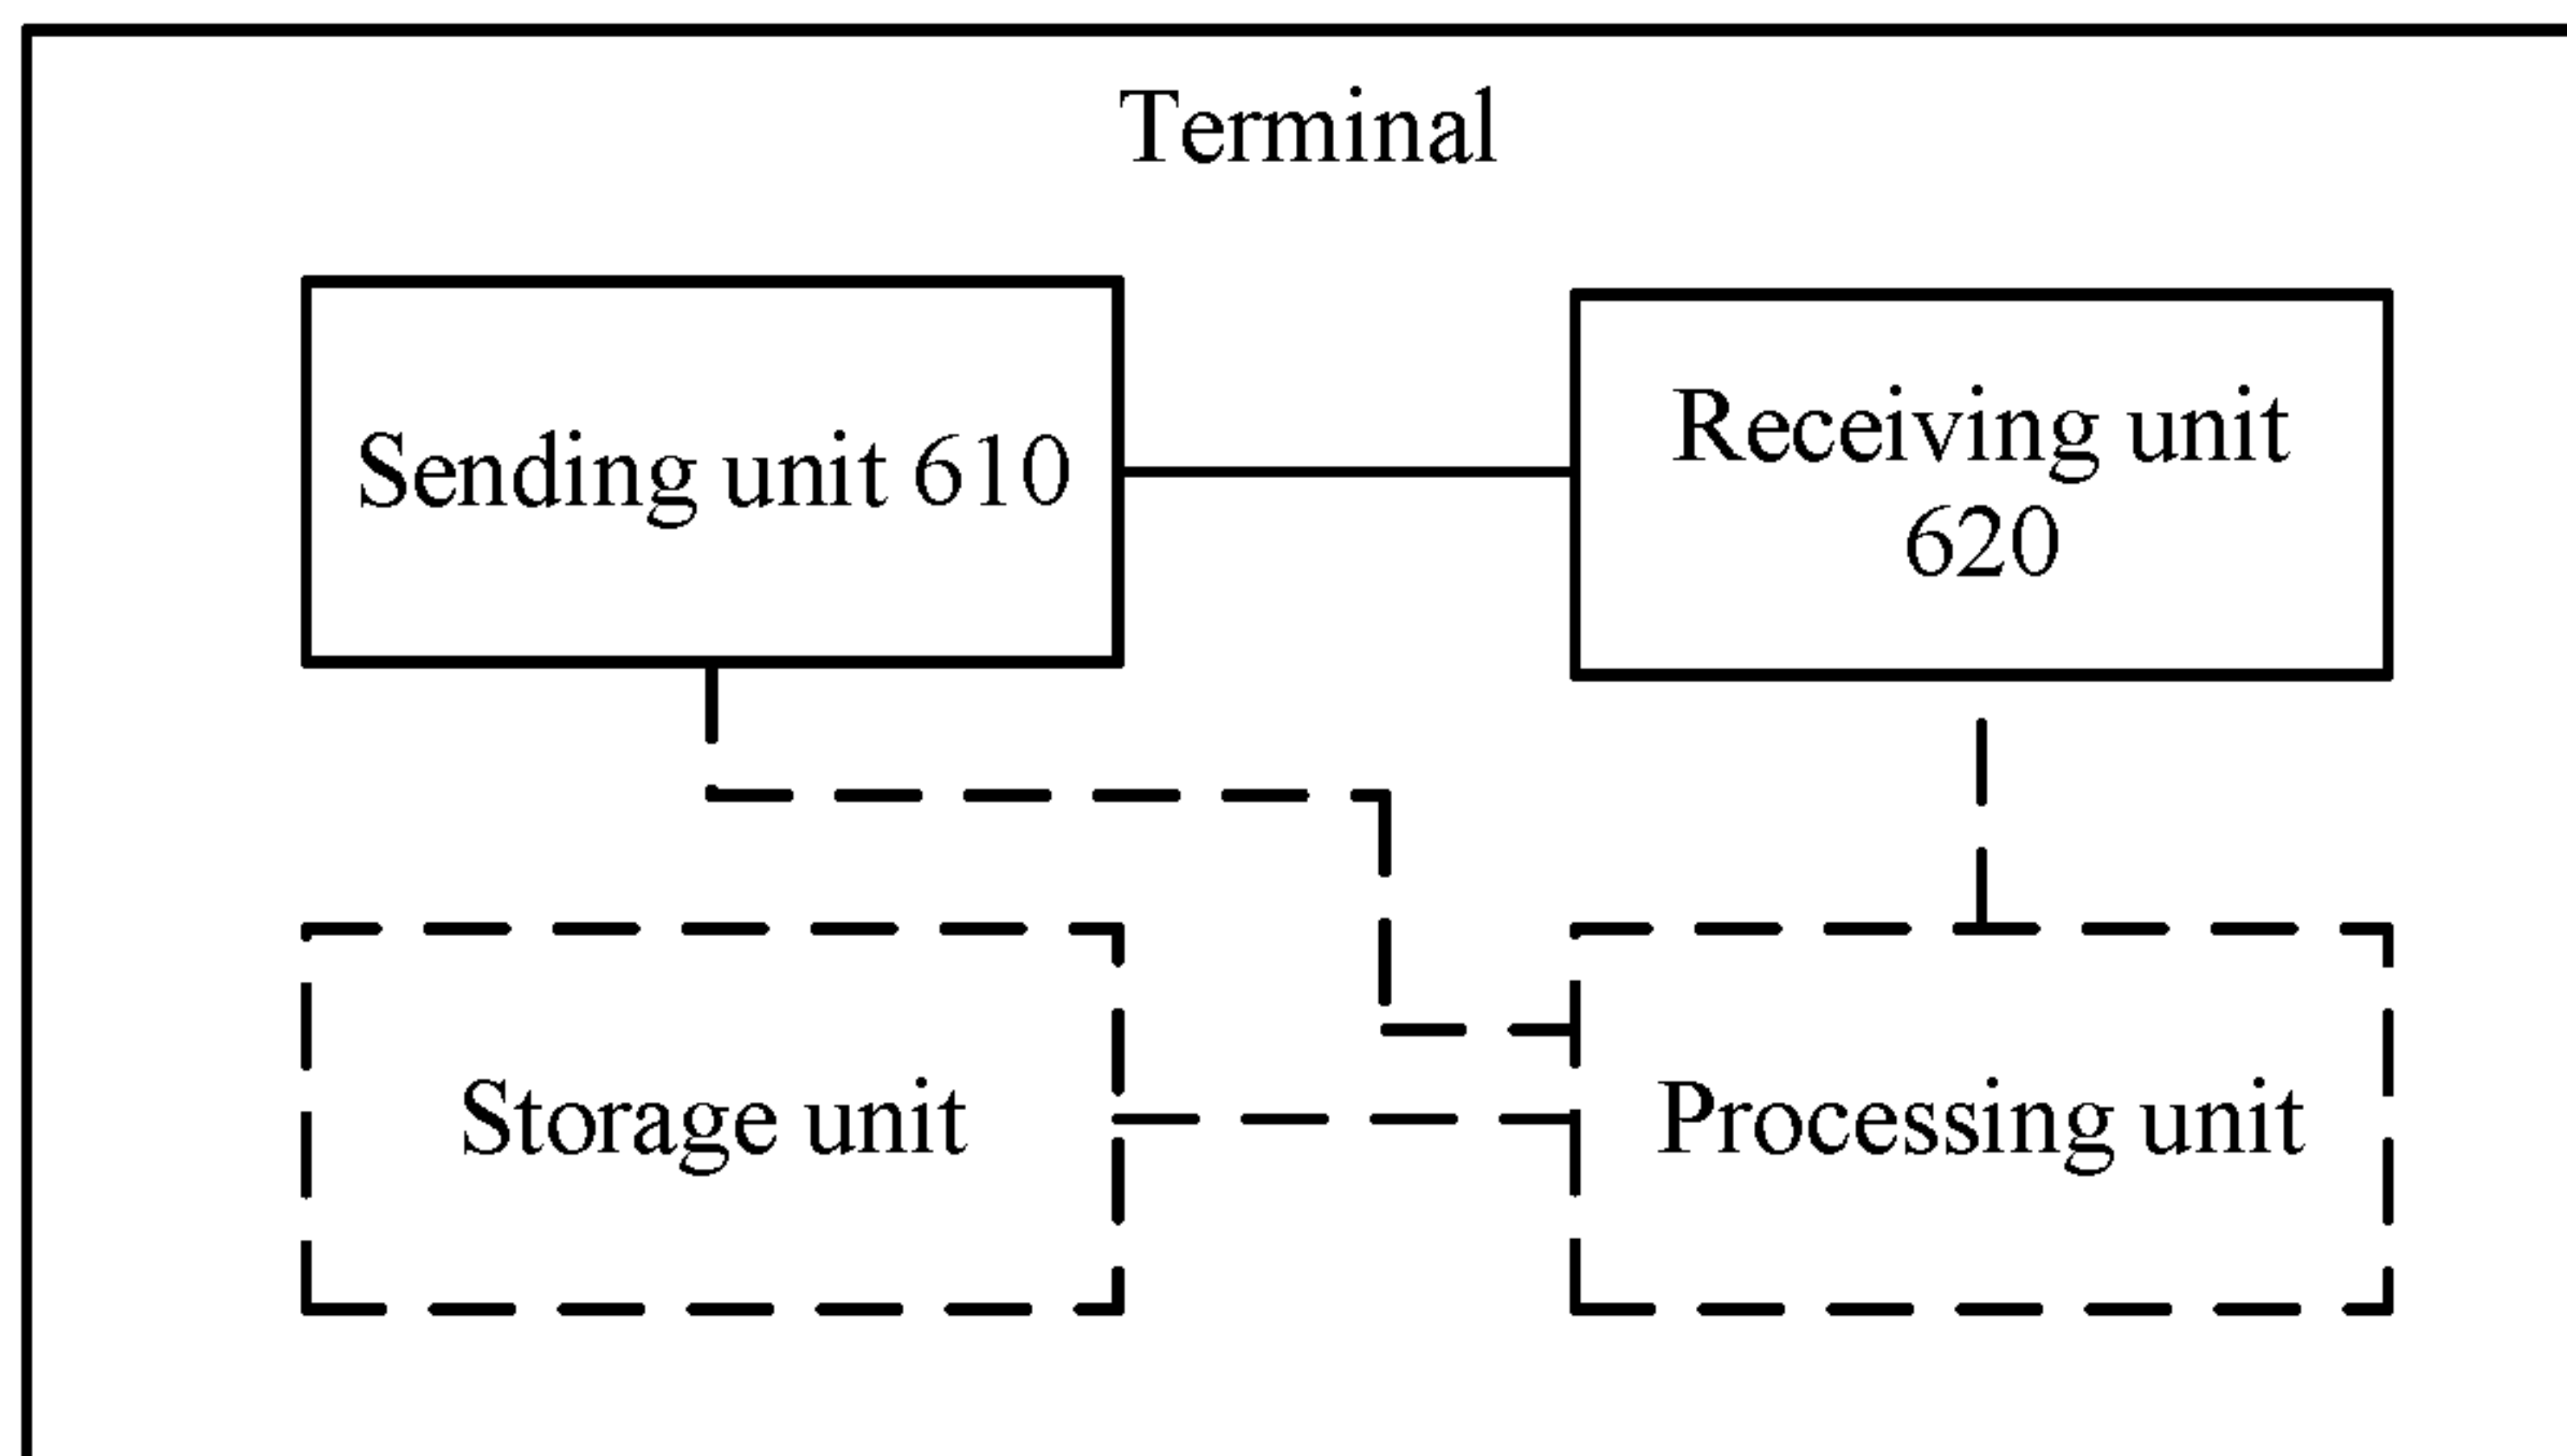 Terminal
Sending unit 610
Receiving unit
620
Storage unit
Processing unit